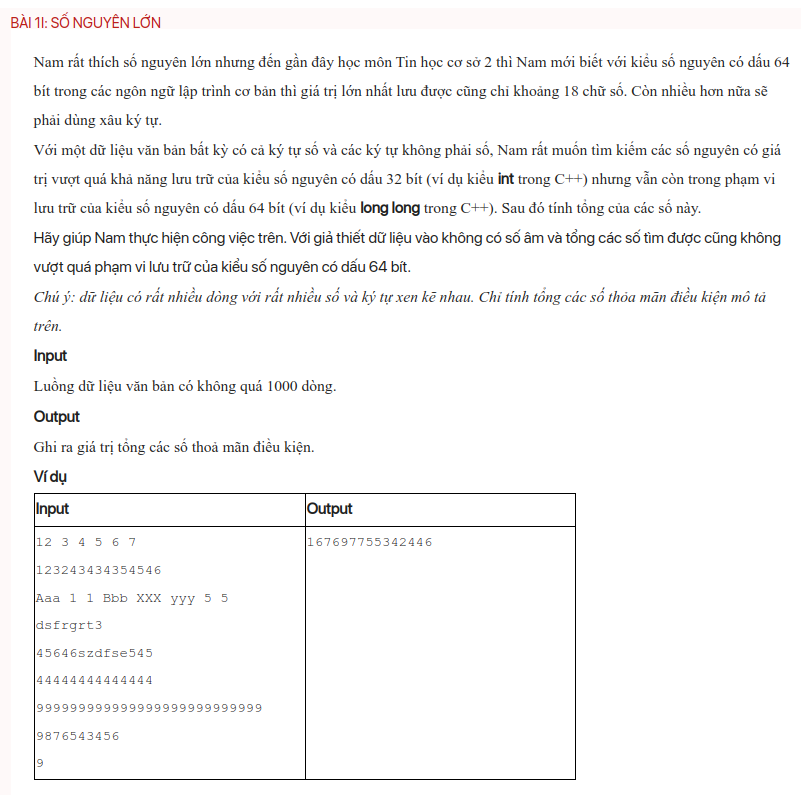 BÀI 1I: SỐ NGUYÊN LỚN
Nam rất thích số nguyên lớn nhưng đến gần đây học môn Tin học cơ sở 2 thì Nam mới biết với kiểu số nguyên có dấu 64
bít trong các ngôn ngữ lập trình cơ bản thì giá trị lớn nhất lưu được cũng chỉ khoảng 18 chữ số. Còn nhiều hơn nữa sẽ
phải dùng xâu ký tự.
Với một dữ liệu văn bản bất kỳ có cả ký tự số và các ký tự không phải số, Nam rất muốn tìm kiếm các số nguyên có giá
trị vượt quá khả năng lưu trữ của kiểu số nguyên có dấu 32 bít (ví dụ kiểu int trong C++) nhưng vẫn còn trong phạm vi
lưu trữ của kiểu số nguyên có dấu 64 bít (ví dụ kiểu long long trong C++). Sau đó tính tổng của các số này.
Hãy giúp Nam thực hiện công việc trên. Với giả thiết dữ liệu vào không có số âm và tổng các số tìm được cũng không
vượt quá phạm vi lưu trữ của kiểu số nguyên có dấu 64 bít.
Chú ý: dữ liệu có rất nhiều dòng với rất nhiều số và ký tự xen kẽ nhau. Chỉ tính tổng các số thỏa mãn điều kiện mô tả
trên.
Input
Luồng dữ liệu văn bản có không quá 1000 dòng.
Output
Ghi ra giá trị tổng các số thoả mãn điều kiện.
Ví dụ
Input Output
12 3 4 5 6 7 167697755342446
123243434354546
Aaa 1 1 Bbb XXX yyy 5 5
dsfrgrt3
45646szdfse545
44444444444444
999999999999999999999999999
9876543456
9